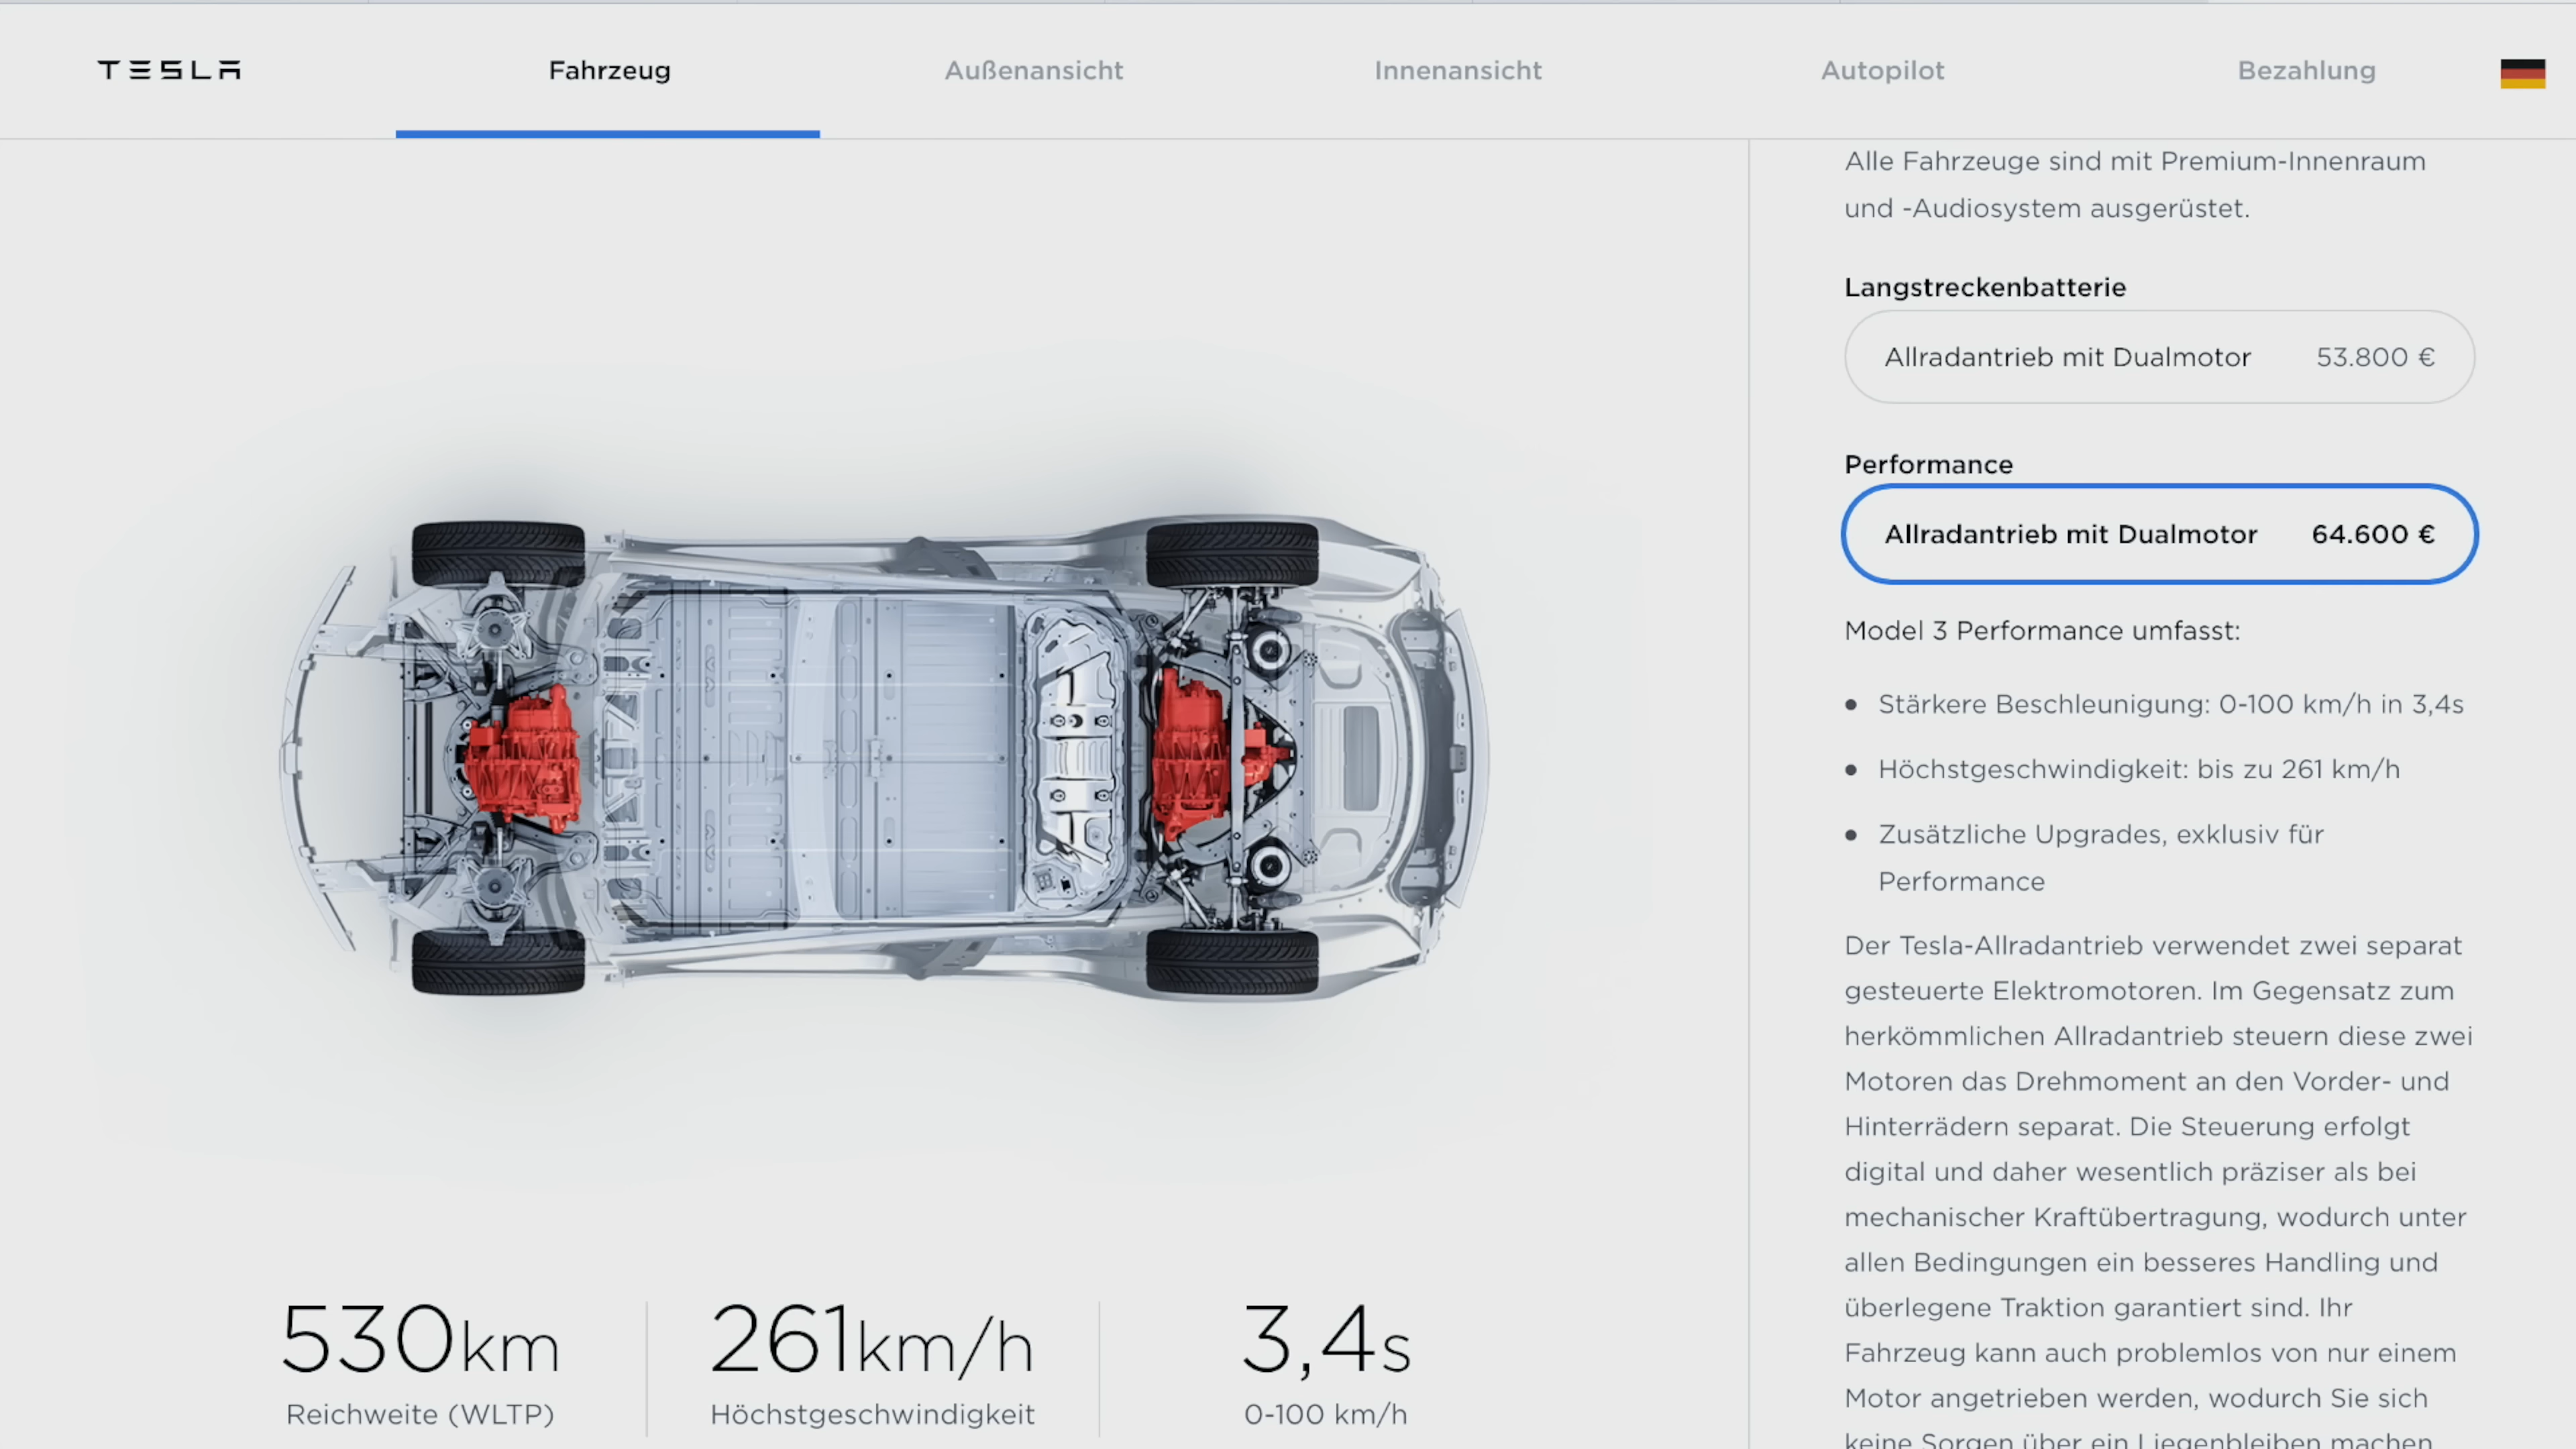 TESLA
Fahrzeug
Außenansicht
Innenansicht
Autopilot
Bezahlung
Alle Fahrzeuge sind mit Premium-Innenraum
und -Audiosystem ausgerüstet.
Langstreckenbatterie
Allradantrieb mit Dualmotor 53.800 €
Performance
Allradantrieb mit Dualmotor 64.600 €
Model 3 Performance umfasst:
• Stärkere Beschleunigung: 0-100 km/h in 3,4s
• Höchstgeschwindigkeit: bis zu 261 km/h
• Zusätzliche Upgrades, exklusiv für
Performance
Der Tesla-Allradantrieb verwendet zwei separat
gesteuerte Elektromotoren. Im Gegensatz zum
herkömmlichen Allradantrieb steuern diese zwei
Motoren das Drehmoment an den Vorder- und
Hinterrädern separat. Die Steuerung erfolgt
digital und daher wesentlich präziser als bei
mechanischer Kraftübertragung, wodurch unter
allen Bedingungen ein besseres Handling und
überlegene Traktion garantiert sind. Ihr
Fahrzeug kann auch problemlos von nur einem
Motor angetrieben werden, wodurch Sie sich
keine Sorgen über ein Liegenbleiben machen
530km
Reichweite (WLTP)
261km/h
Höchstgeschwindigkeit
3,4s
0-100 km/h